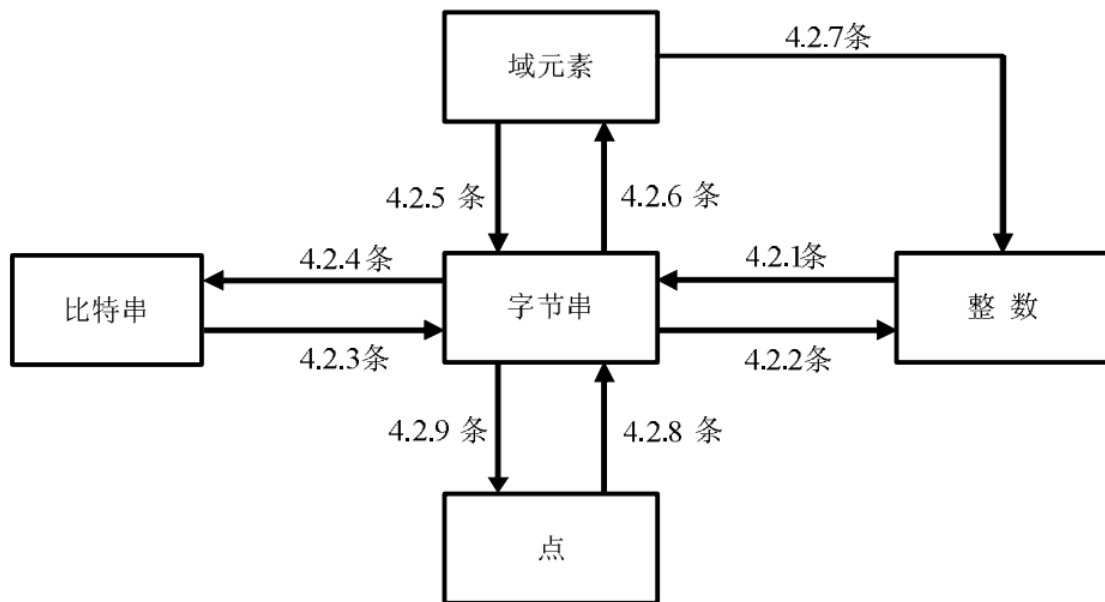 4.2.7条
域元素
4.2.5 条
4.2.6 条
4.2.4条
4.2.1条
比特串
字节串
整 数
4.2.3条
4.2.2条
4.2.9 条
4.2.8 条
点